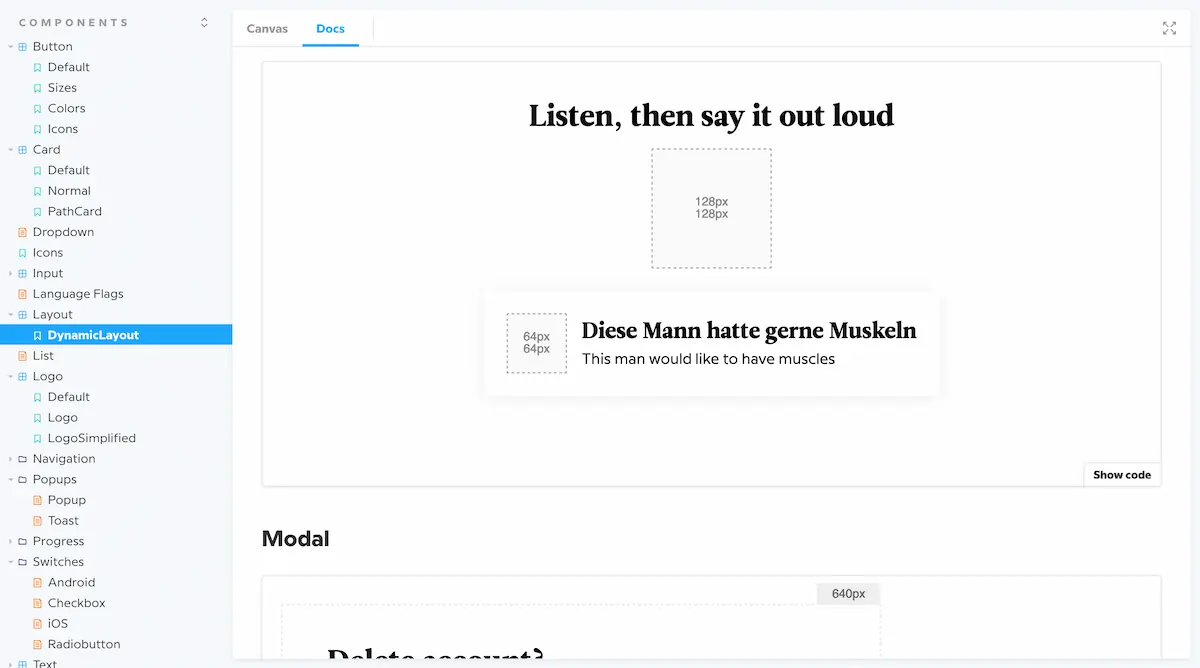 COMPONENTS
Button
Default
Sizes
Colors
Icons
Card
Default
Normal
PathCard
Dropdown
Icons
Input
Language Flags
Layout
DynamicLayout
List
Logo
Default
Logo
LogoSimplified
Navigation
Popups
Popup
Toast
Progress
Switches
Android
Checkbox
iOS
Radiobutton
Text
Canvas
Docs
Listen, then say it out loud
128px
128px
64px
64px
Diese Mann hatte gerne Muskeln
This man would like to have muscles
Show code
Modal
640px
Delete account?